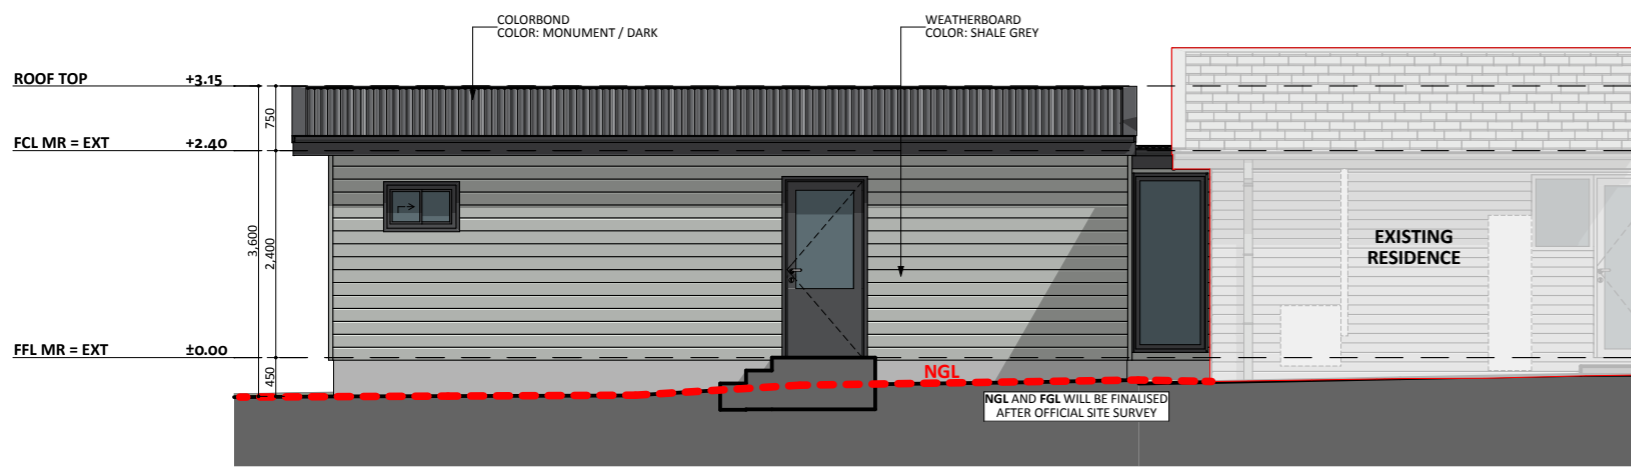 COLORBOND
COLOR: MONUMENT / DARK
WEATHERBOARD
COLOR: SHALE GREY
ROOF TOP +3.15
750
FCL MR = EXT +2.40
3,600
2,400
EXISTING
RESIDENCE
FFL MR = EXT ±0.00
450
NGL
NGL AND FGL WILL BE FINALISED
AFTER OFFICIAL SITE SURVEY